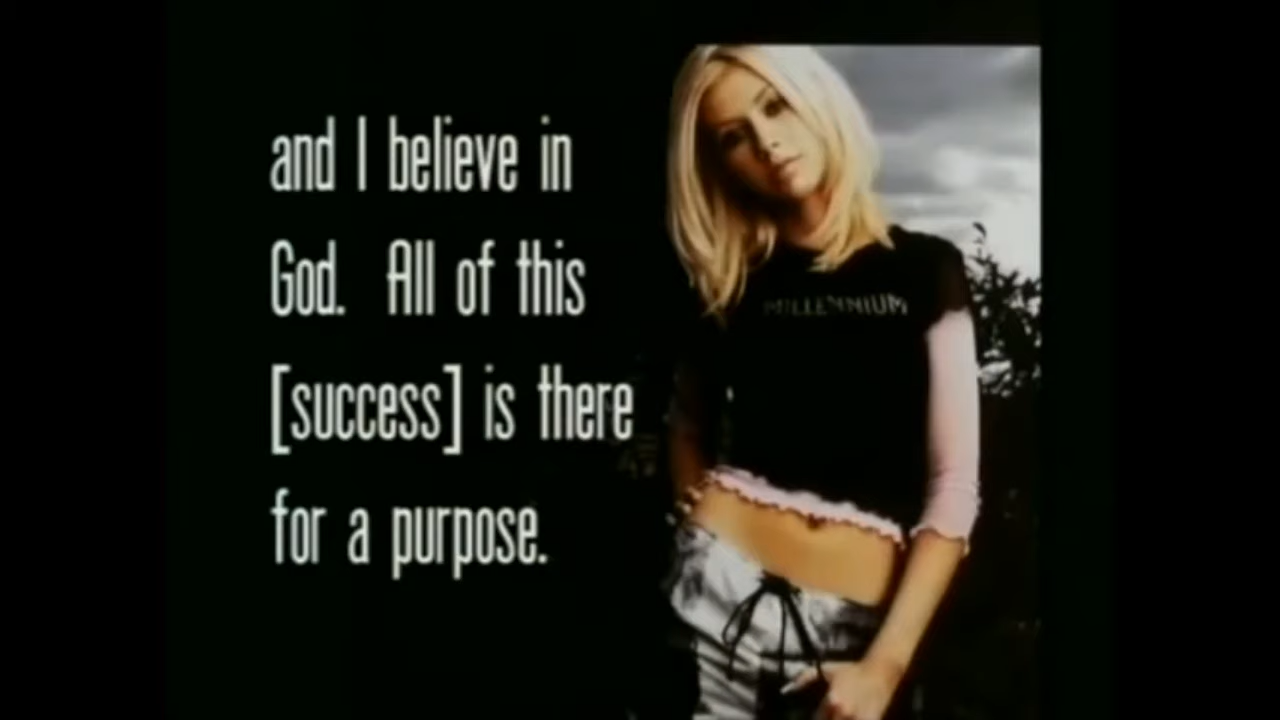 and I believe in
God. All of this
[success] is there
for a purpose.
MILLENNIUM